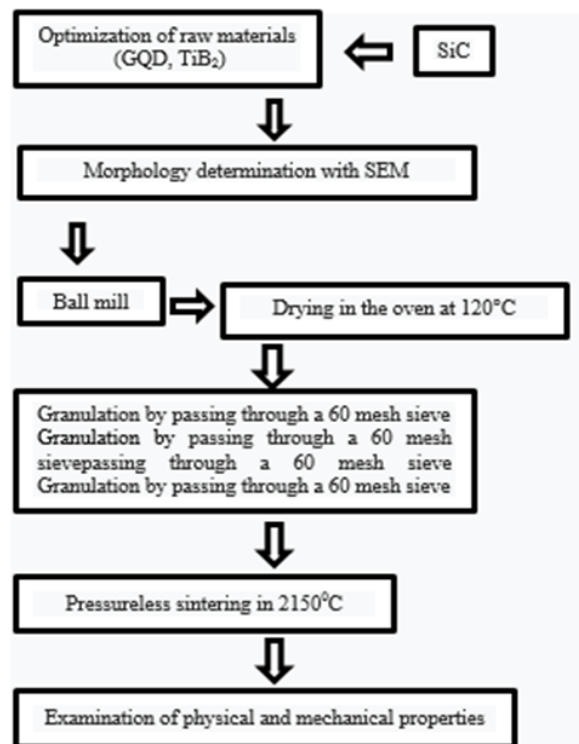 Optimization of raw materials
(GQD, TiB₂)
SiC
Morphology determination with SEM
Ball mill
Drying in the oven at 120°C
Granulation by passing through a 60 mesh sieve
Granulation by passing through a 60 mesh
sievepassing through a 60 mesh sieve
Granulation by passing through a 60 mesh sieve
Pressureless sintering in 2150⁰C
Examination of physical and mechanical properties